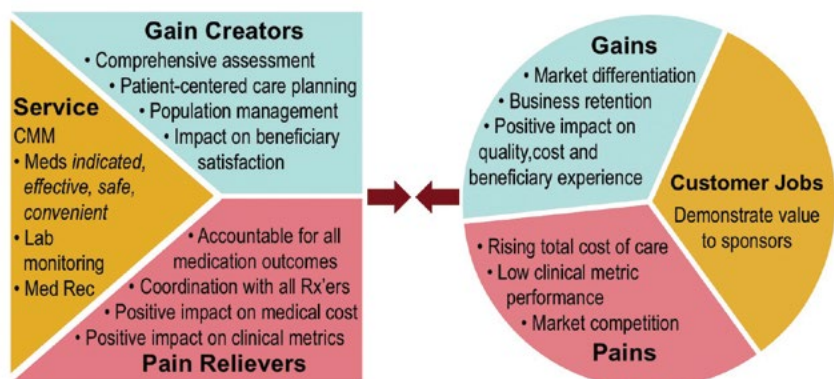 Gain Creators
• Comprehensive assessment
• Patient-centered care planning
• Population management
• Impact on beneficiary
satisfaction
Service
CMM
• Meds indicated,
effective, safe,
convenient
• Lab
monitoring
• Med Rec
• Accountable for all
medication outcomes
• Coordination with all Rx'ers
• Positive impact on medical cost
• Positive impact on clinical metrics
Pain Relievers
Gains
• Market differentiation
• Business retention
• Positive impact on
quality,cost and
beneficiary experience
Customer Jobs
Demonstrate value
to sponsors
• Rising total cost of care
• Low clinical metric
performance
• Market competition
Pains